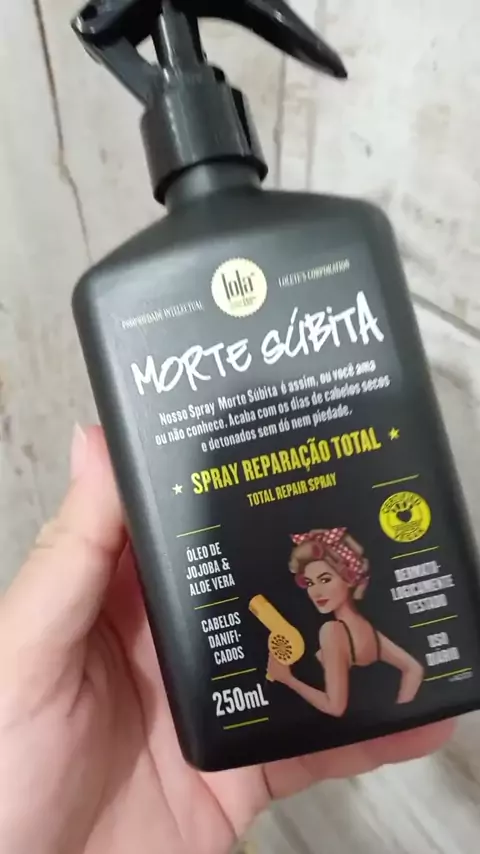 lola
PROPRIEDADE INTELECTUAL
LOLETE'S CORPORATION
MORTE SÚBITA
Nosso Spray Morte Súbita é assim, ou você ama
ou não conhece. Acaba com os dias de cabelos secos
e detonados sem dó nem piedade.
SPRAY REPARAÇÃO TOTAL
TOTAL REPAIR SPRAY
ÓLEO DE
JOJOBA &
ALOE VERA
CABELOS
DANIFI-
CADOS
250mL
DERMATO-
LOGICAMENTE
TESTADO
USO
DIÁRIO